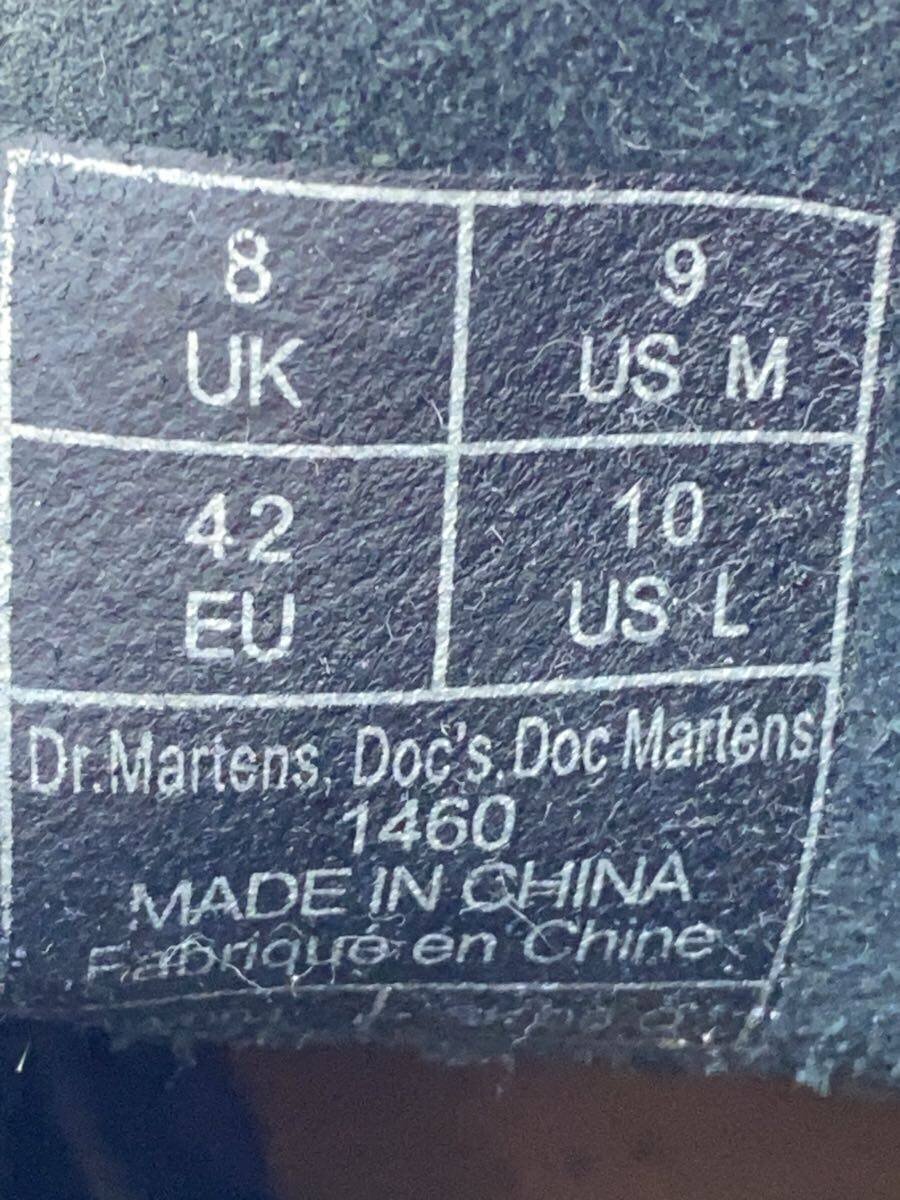 8
UK
9
US M
42
EU
10
US L
Dr.Martens, Doc's, Doc Martens
1460
MADE IN CHINA
Fabriqué en Chine